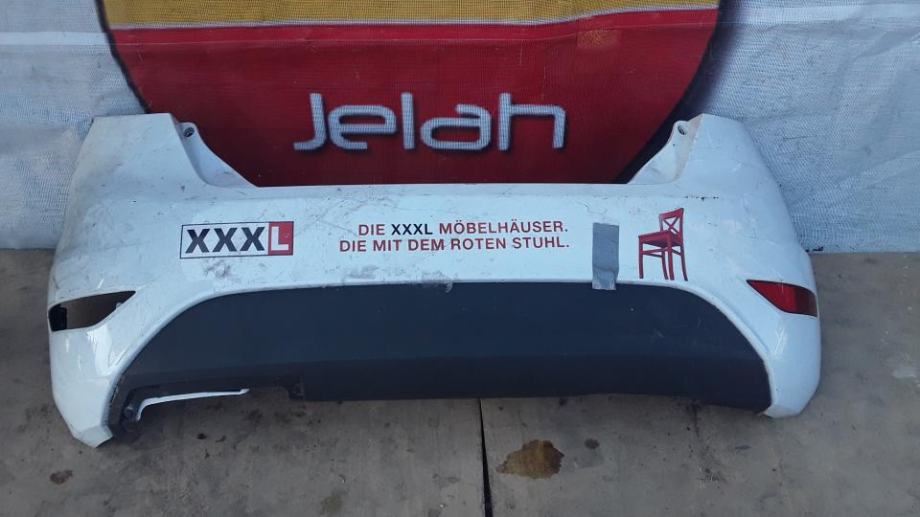 Jelah
XXXL
DIE XXXL MÖBELHÄUSER.
DIE MIT DEM ROTEN STUHL.